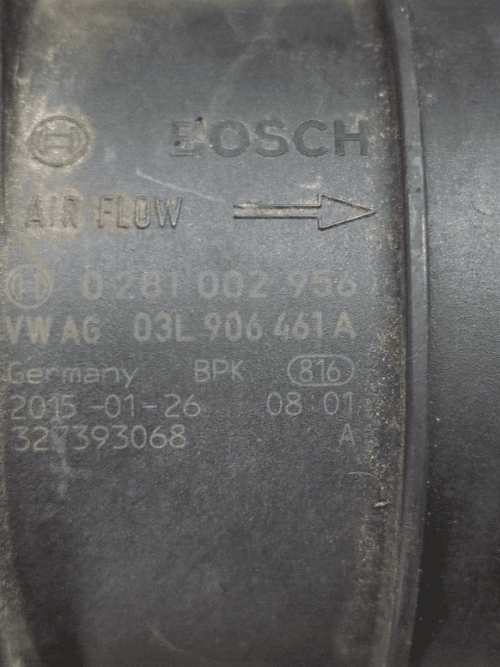 BOSCH
AIR FLOW
0 281 002 956
VW AG 03L 906 461 A
Germany BPK 816
2015-01-26 08:01
327393068 A